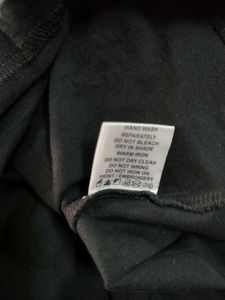 HAND WASH
SEPARATELY
DO NOT BLEACH
DRY IN SHADE
WARM IRON
DO NOT DRY CLEAN
DO NOT WRING
DO NOT IRON ON
PRINT / EMBROIDERY